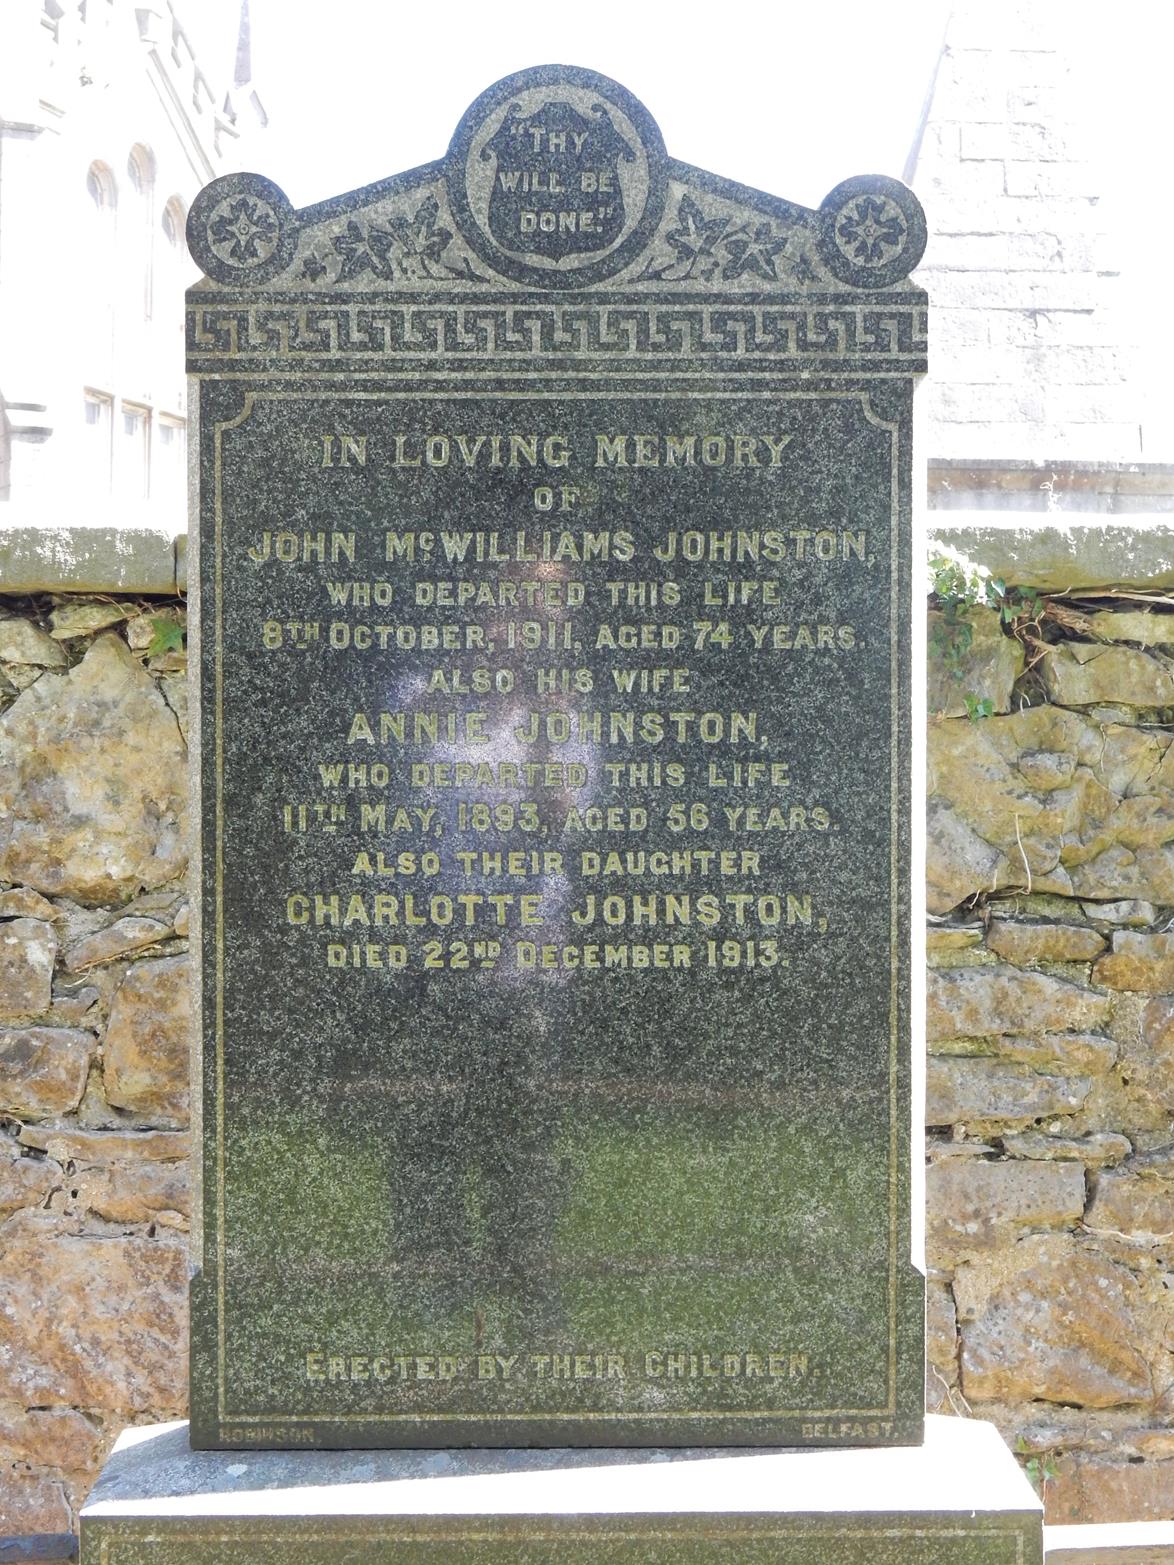 "THY
WILL BE
DONE."
IN LOVING MEMORY
OF
JOHN McWILLIAMS JOHNSTON,
WHO DEPARTED THIS LIFE
8TH OCTOBER, 1911, AGED 74 YEARS.
ALSO HIS WIFE
ANNIE JOHNSTON,
WHO DEPARTED THIS LIFE
11TH MAY, 1893, AGED 56 YEARS.
ALSO THEIR DAUGHTER
CHARLOTTE JOHNSTON,
DIED 22ND DECEMBER 1913.
ERECTED BY THEIR CHILDREN.
ROBINSON BELFAST.